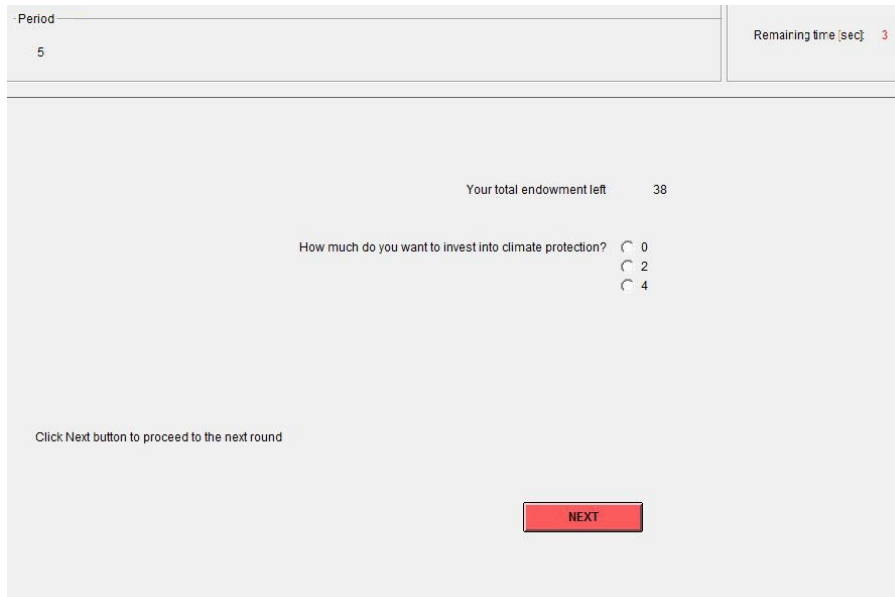 Period
5
Remaining time [sec]: 3
Your total endowment left 38
How much do you want to invest into climate protection? 0
2
4
Click Next button to proceed to the next round
NEXT